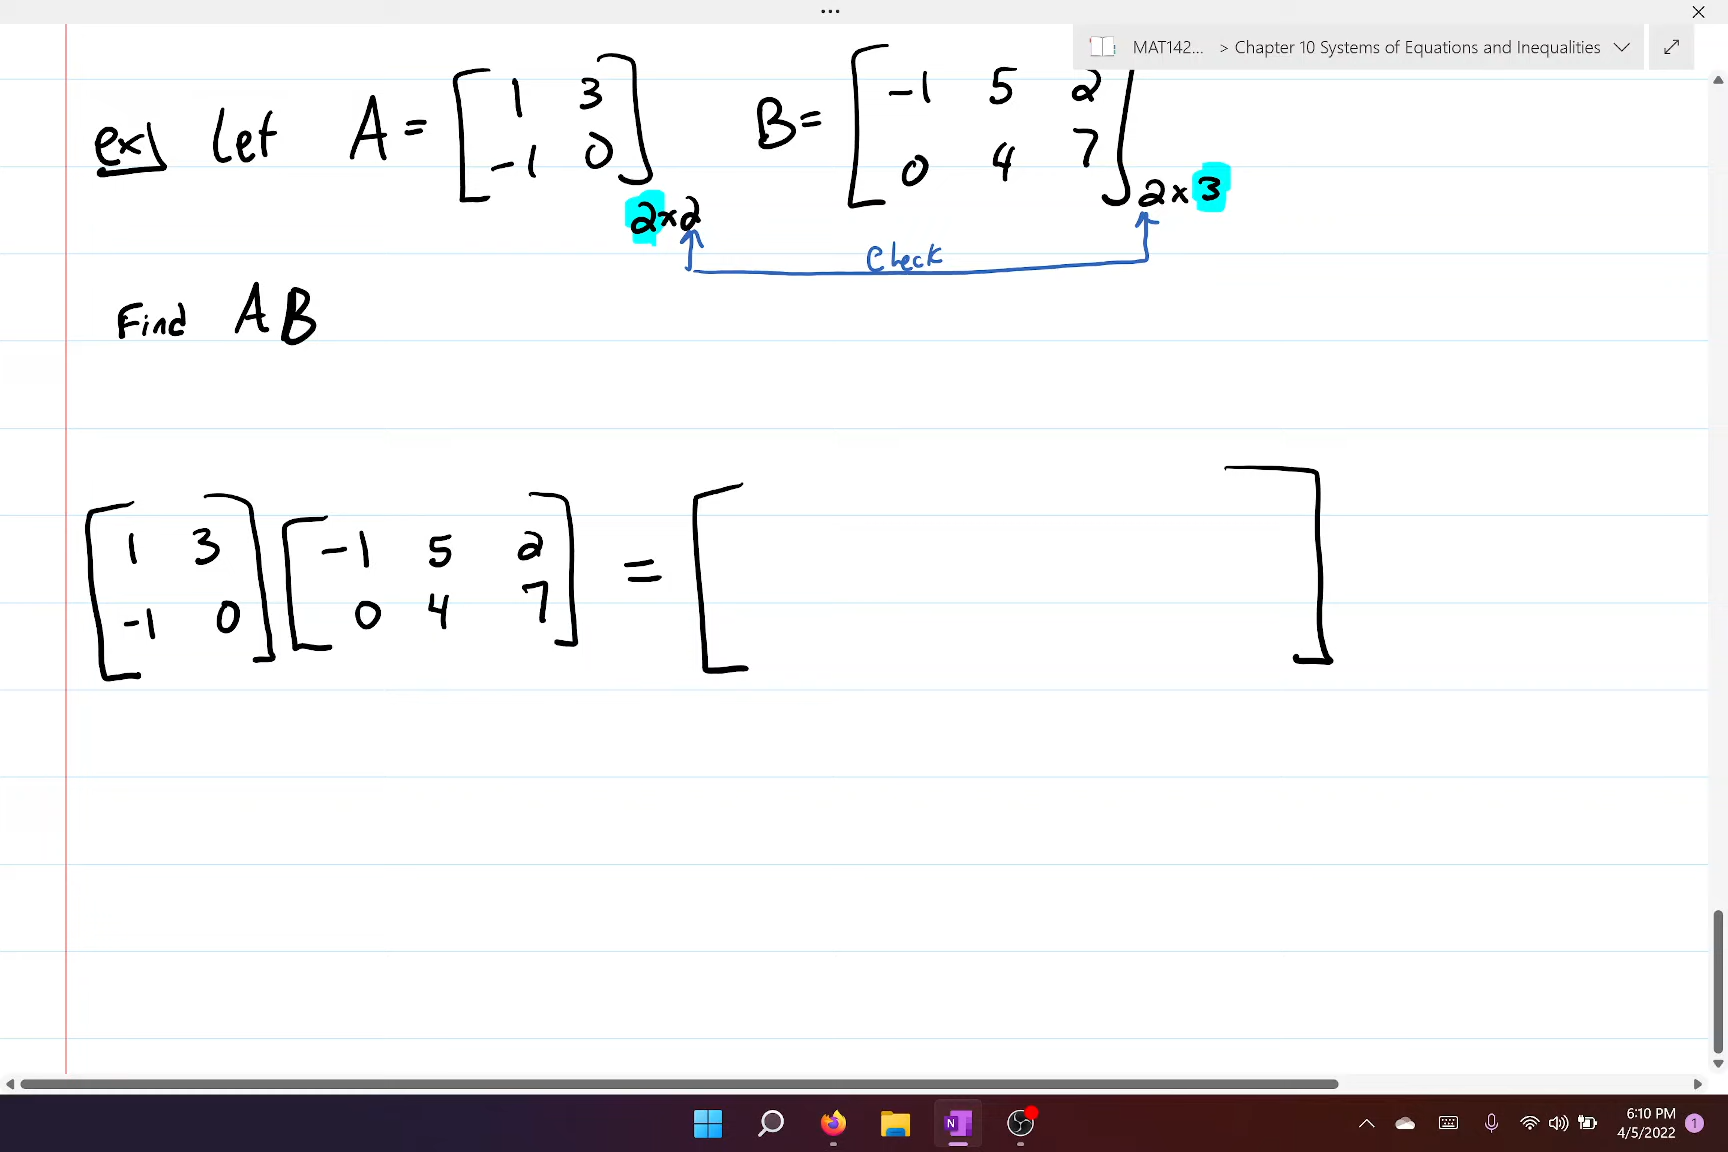 MAT142... > Chapter 10 Systems of Equations and Inequalities
ex) Let A = [1 3 B = [-1 5 2
-1 0] 0 4 7]
2x2 2x3
Check
Find AB
[1 3 [-1 5 2 = [ ]
-1 0] 0 4 7]
N
6:10 PM
4/5/2022 1